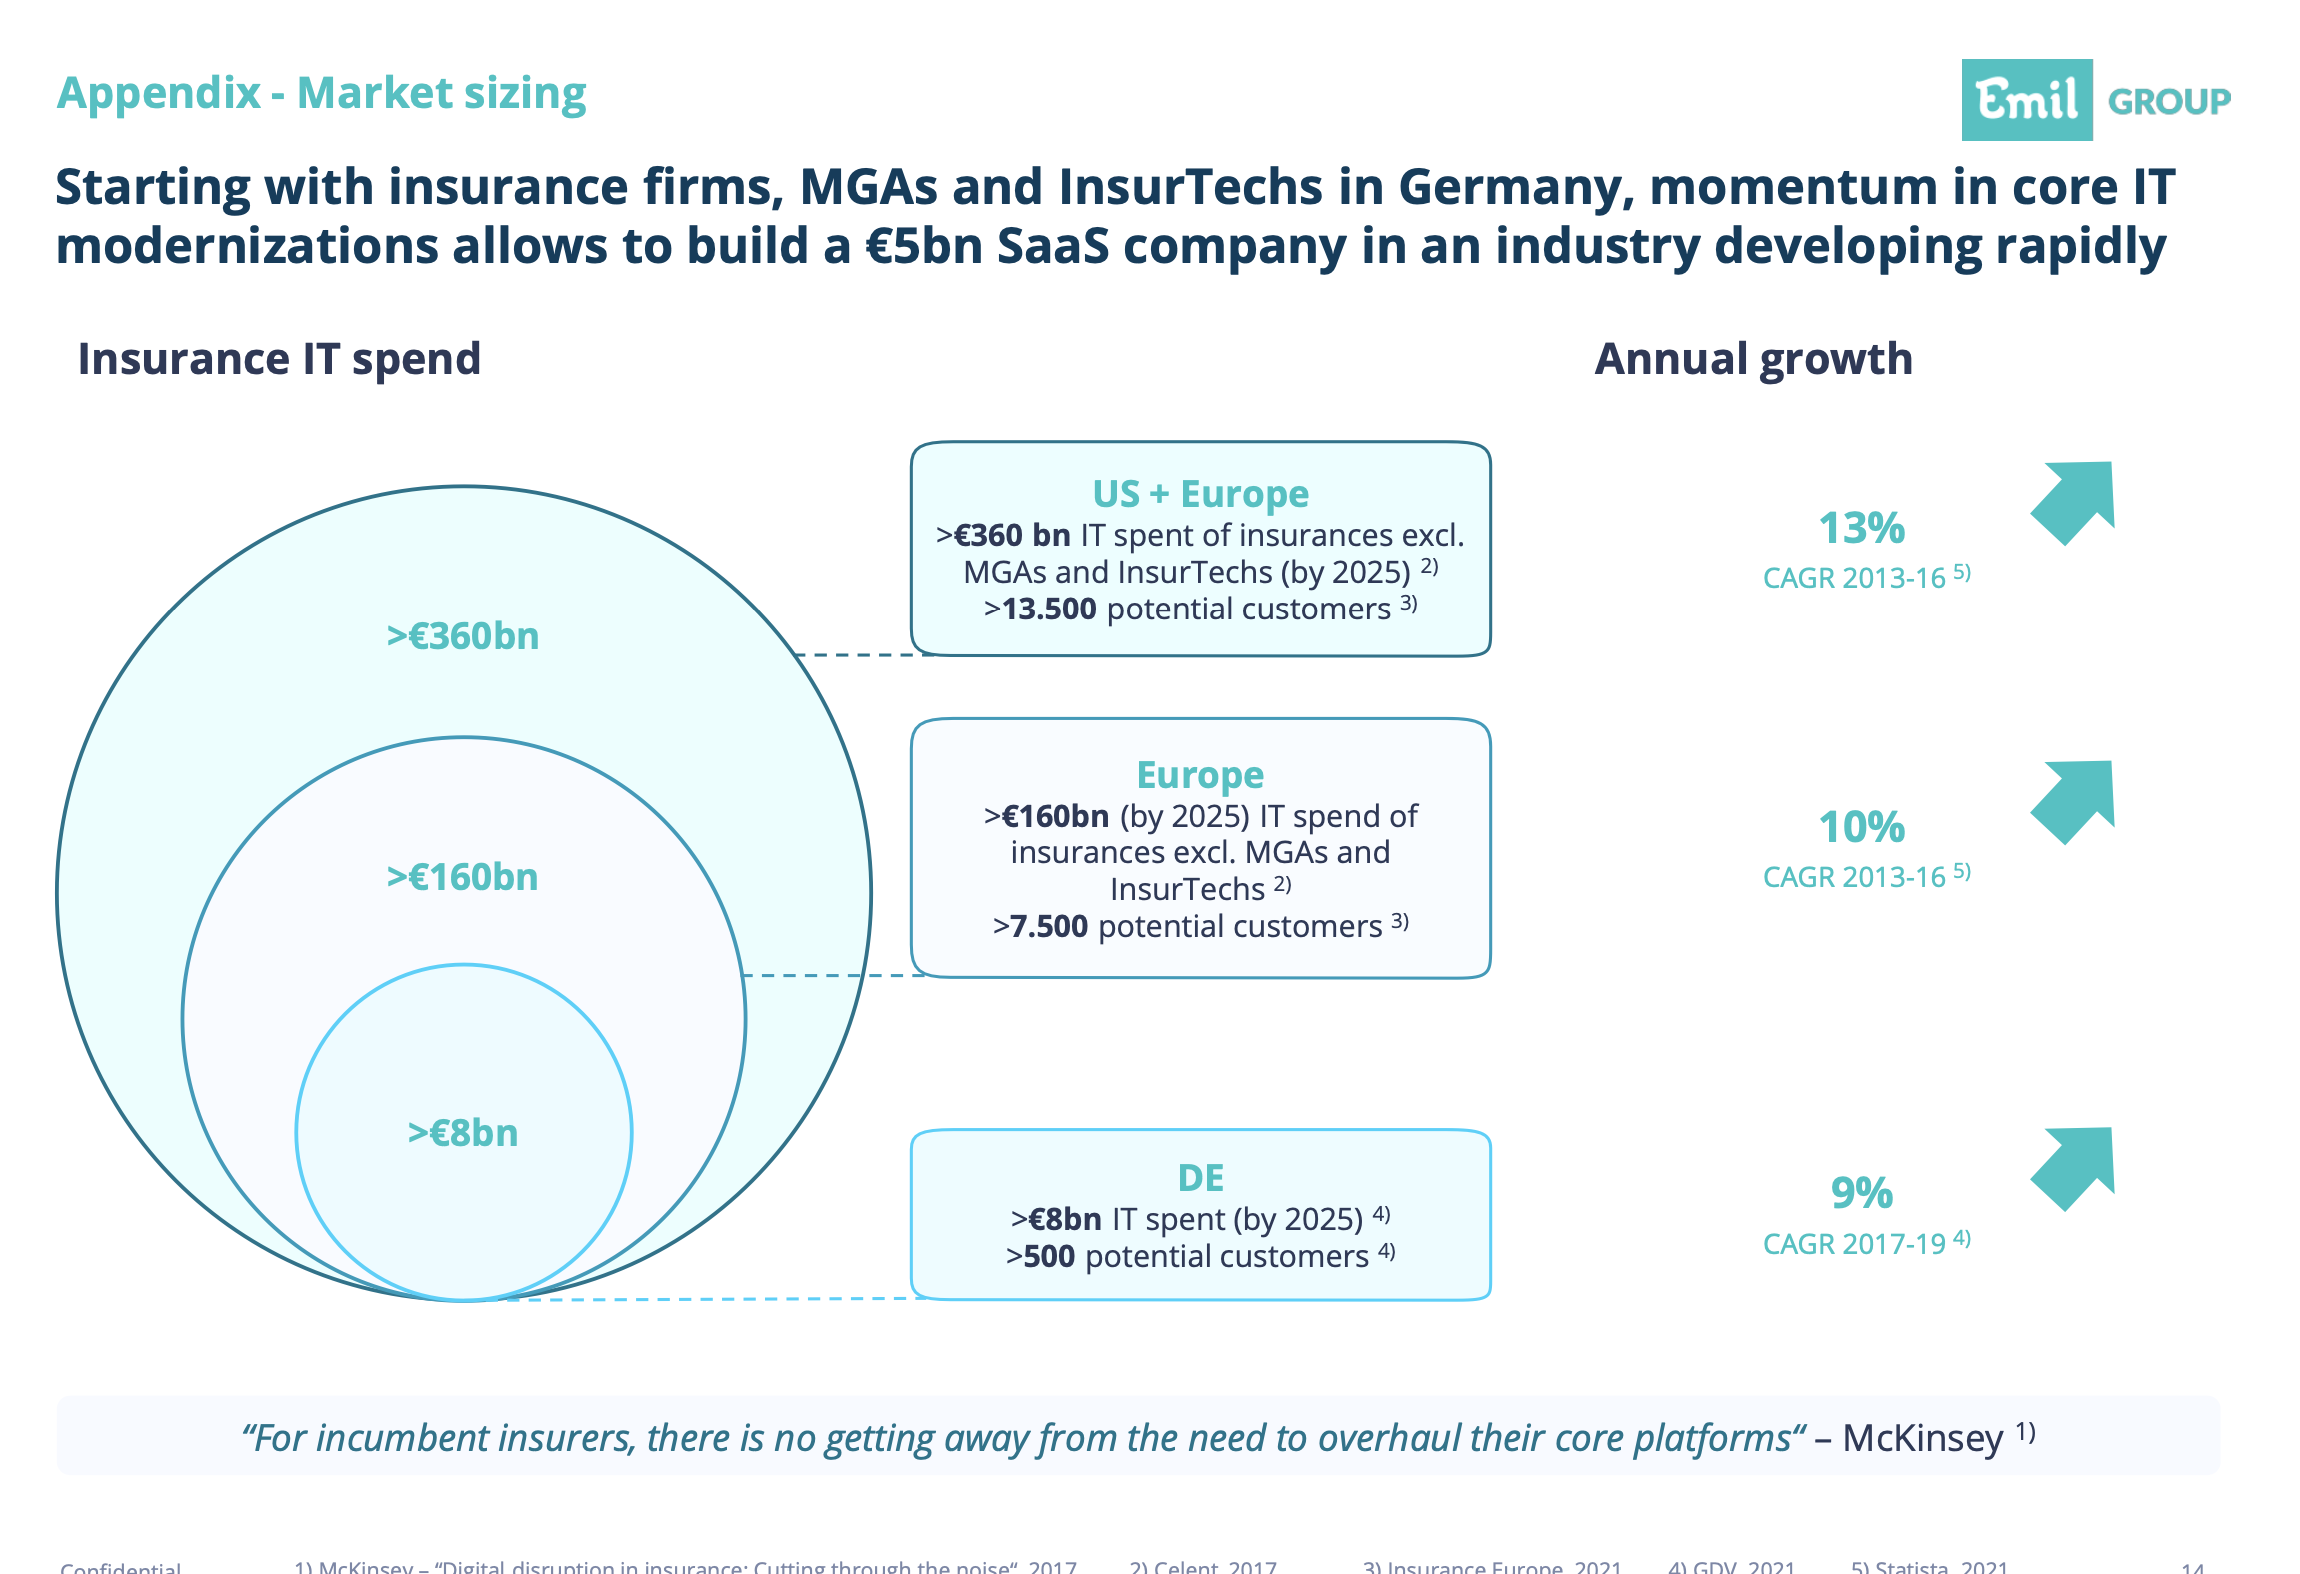 Appendix - Market sizing
Emil GROUP
Starting with insurance firms, MGAs and InsurTechs in Germany, momentum in core IT
modernizations allows to build a €5bn SaaS company in an industry developing rapidly
Insurance IT spend
Annual growth
>€360bn
>€160bn
>€8bn
US + Europe
>€360 bn IT spent of insurances excl.
MGAs and InsurTechs (by 2025) 2)
>13.500 potential customers 3)
13%
CAGR 2013-16 5)
Europe
>€160bn (by 2025) IT spend of
insurances excl. MGAs and
InsurTechs 2)
>7.500 potential customers 3)
10%
CAGR 2013-16 5)
DE
>€8bn IT spent (by 2025) 4)
>500 potential customers 4)
9%
CAGR 2017-19 4)
“For incumbent insurers, there is no getting away from the need to overhaul their core platforms“ – McKinsey 1)
Confidential 1) McKinsey – “Digital disruption in insurance: Cutting through the noise“, 2017 2) Celent, 2017 3) Insurance Europe, 2021 4) GDV, 2021 5) Statista, 2021 14